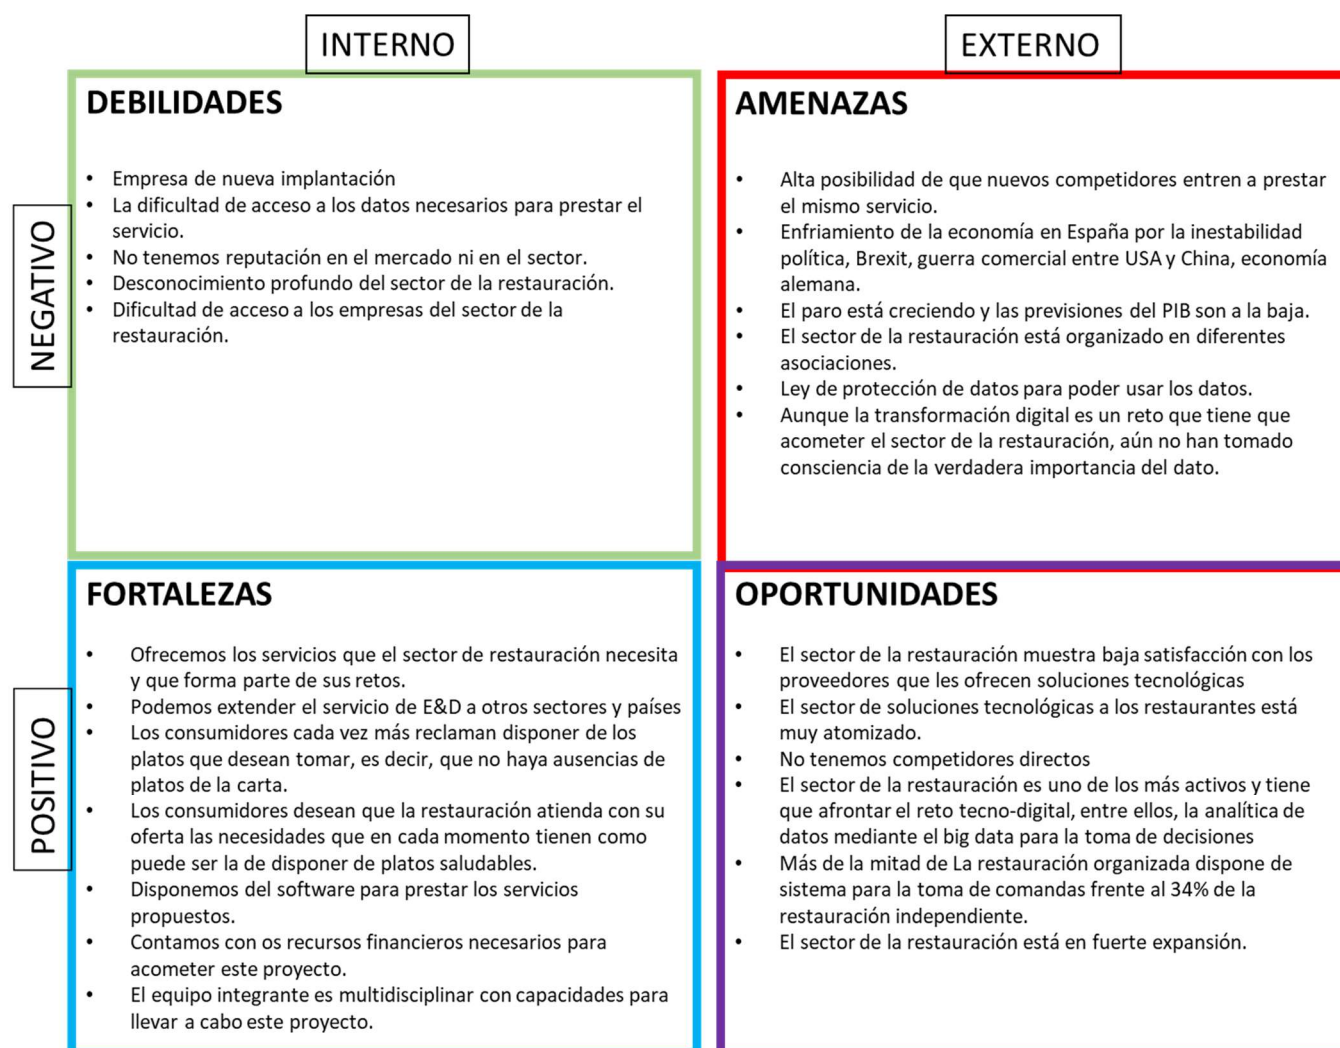 INTERNO
EXTERNO
NEGATIVO
DEBILIDADES
• Empresa de nueva implantación
• La dificultad de acceso a los datos necesarios para prestar el
servicio.
• No tenemos reputación en el mercado ni en el sector.
• Desconocimiento profundo del sector de la restauración.
• Dificultad de acceso a los empresas del sector de la
restauración.
AMENAZAS
• Alta posibilidad de que nuevos competidores entren a prestar
el mismo servicio.
• Enfriamiento de la economía en España por la inestabilidad
política, Brexit, guerra comercial entre USA y China, economía
alemana.
• El paro está creciendo y las previsiones del PIB son a la baja.
• El sector de la restauración está organizado en diferentes
asociaciones.
• Ley de protección de datos para poder usar los datos.
• Aunque la transformación digital es un reto que tiene que
acometer el sector de la restauración, aún no han tomado
consciencia de la verdadera importancia del dato.
POSITIVO
FORTALEZAS
• Ofrecemos los servicios que el sector de restauración necesita
y que forma parte de sus retos.
• Podemos extender el servicio de E&D a otros sectores y países
• Los consumidores cada vez más reclaman disponer de los
platos que desean tomar, es decir, que no haya ausencias de
platos de la carta.
• Los consumidores desean que la restauración atienda con su
oferta las necesidades que en cada momento tienen como
puede ser la de disponer de platos saludables.
• Disponemos del software para prestar los servicios
propuestos.
• Contamos con os recursos financieros necesarios para
acometer este proyecto.
• El equipo integrante es multidisciplinar con capacidades para
llevar a cabo este proyecto.
OPORTUNIDADES
• El sector de la restauración muestra baja satisfacción con los
proveedores que les ofrecen soluciones tecnológicas
• El sector de soluciones tecnológicas a los restaurantes está
muy atomizado.
• No tenemos competidores directos
• El sector de la restauración es uno de los más activos y tiene
que afrontar el reto tecno-digital, entre ellos, la analítica de
datos mediante el big data para la toma de decisiones
• Más de la mitad de La restauración organizada dispone de
sistema para la toma de comandas frente al 34% de la
restauración independiente.
• El sector de la restauración está en fuerte expansión.